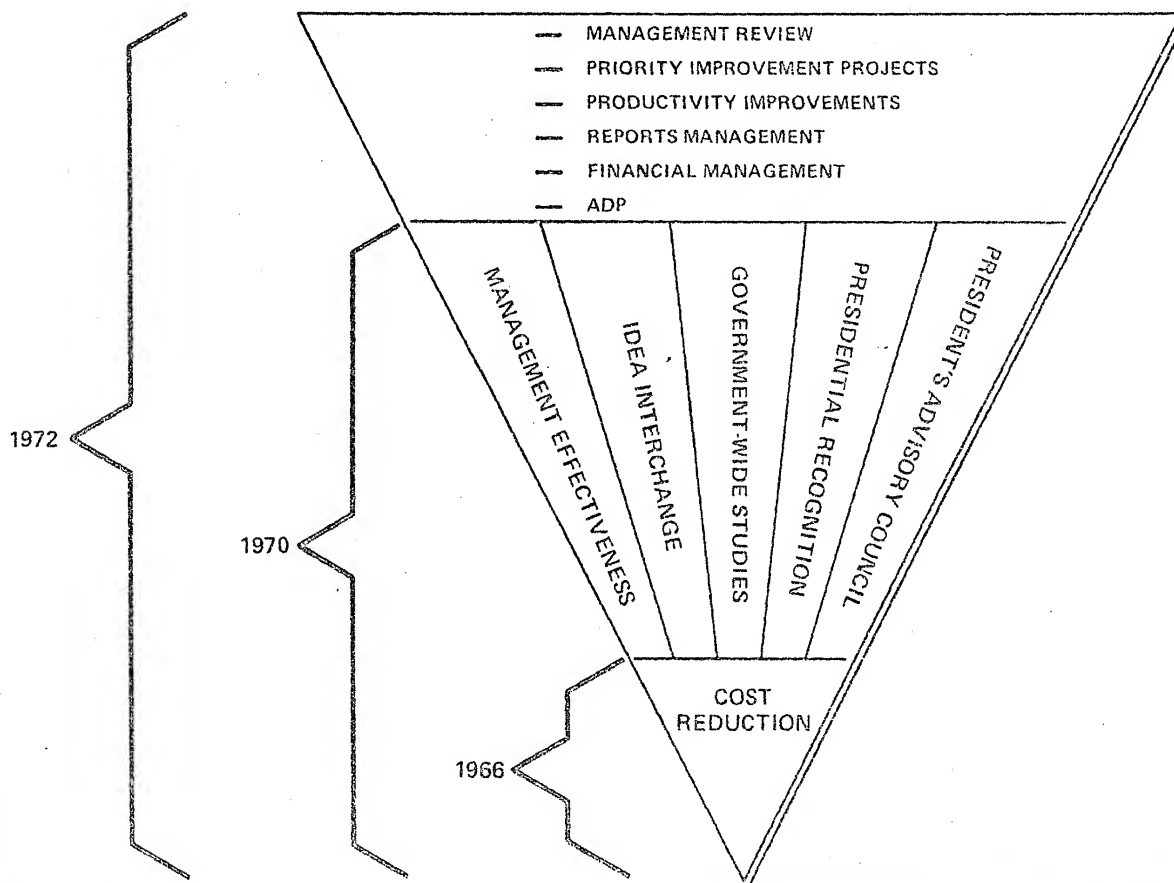 MANAGEMENT REVIEW
PRIORITY IMPROVEMENT PROJECTS
PRODUCTIVITY IMPROVEMENTS
REPORTS MANAGEMENT
FINANCIAL MANAGEMENT
ADP
1972
1970
MANAGEMENT EFFECTIVENESS
IDEA INTERCHANGE
GOVERNMENT-WIDE STUDIES
PRESIDENTIAL RECOGNITION
PRESIDENT'S ADVISORY COUNCIL
1966
COST
REDUCTION